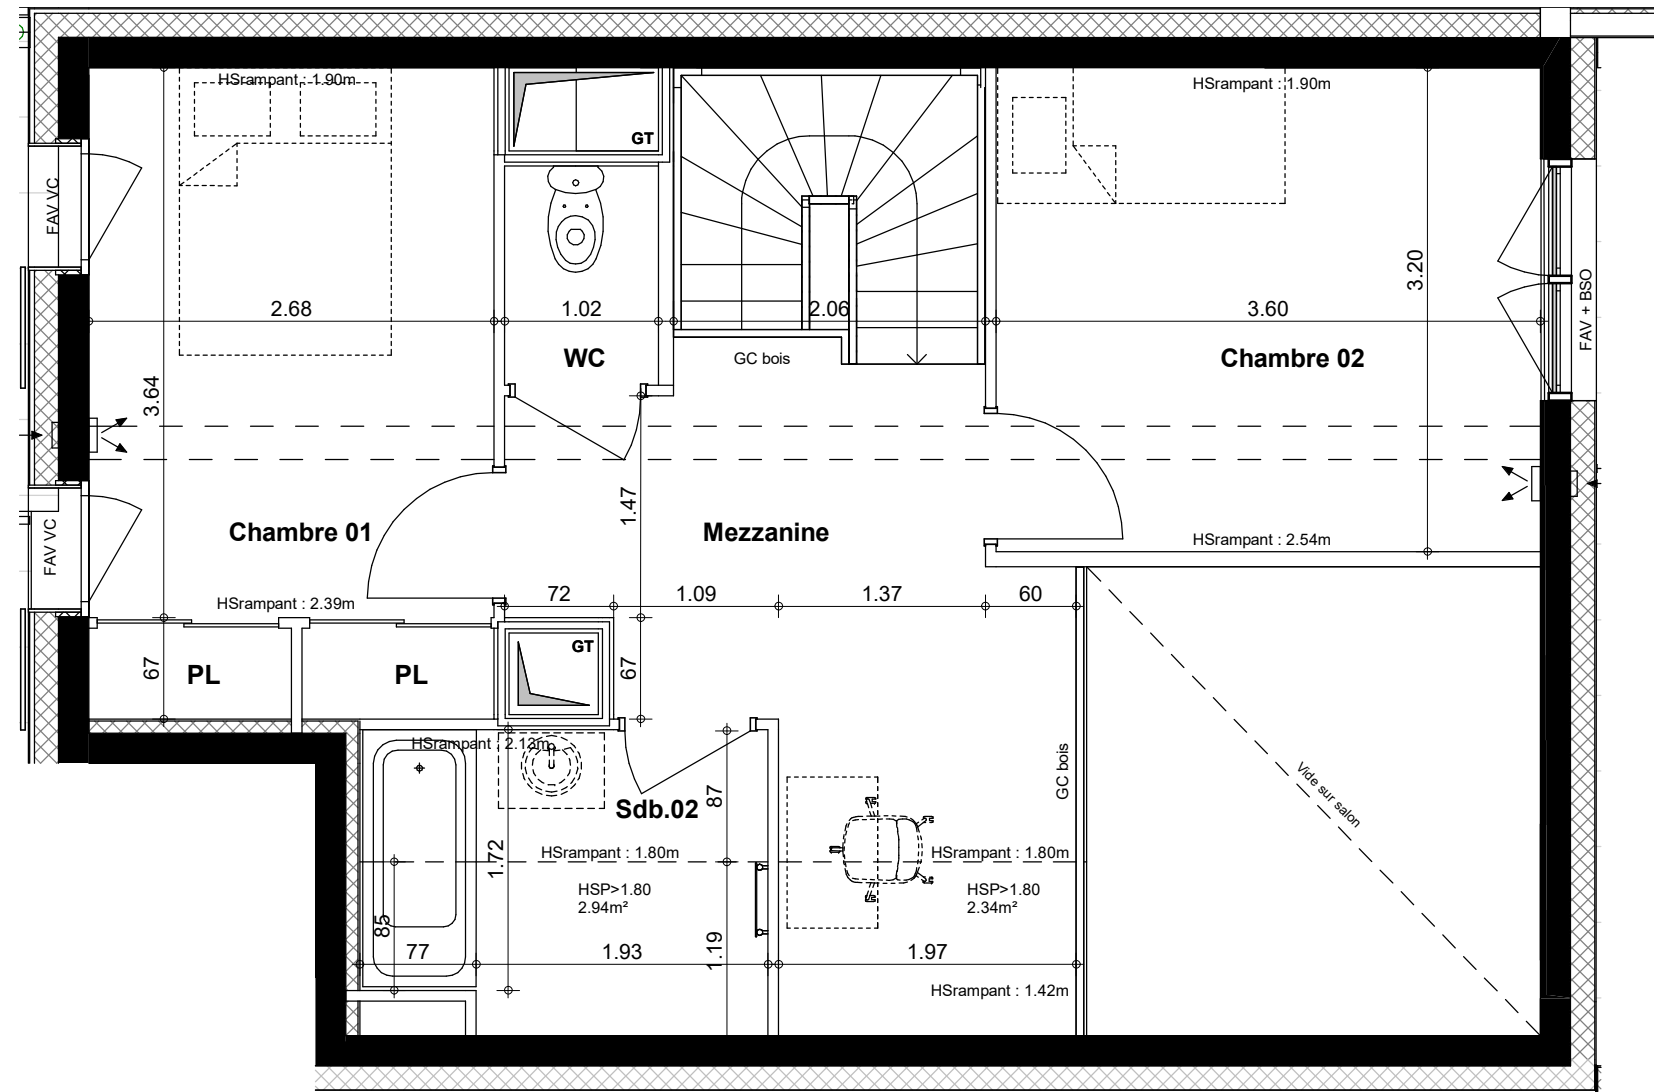 HSrampant : 1.90m
HSrampant : 1.90m
GT
FAV VC
3.20
FAV + BSO
2.68
1.02
2.06
3.60
WC
GC bois
Chambre 02
3.64
1.47
Chambre 01
Mezzanine
FAV VC
HSrampant : 2.54m
HSrampant : 2.39m
72
1.09
1.37
60
GT
67
PL
PL
67
HSrampant : 2.13m
GC bois
Vide sur salon
87
Sdb.02
1.72
HSrampant : 1.80m
HSrampant : 1.80m
HSP>1.80
2.94m²
HSP>1.80
2.34m²
85
77
1.93
1.19
1.97
HSrampant : 1.42m